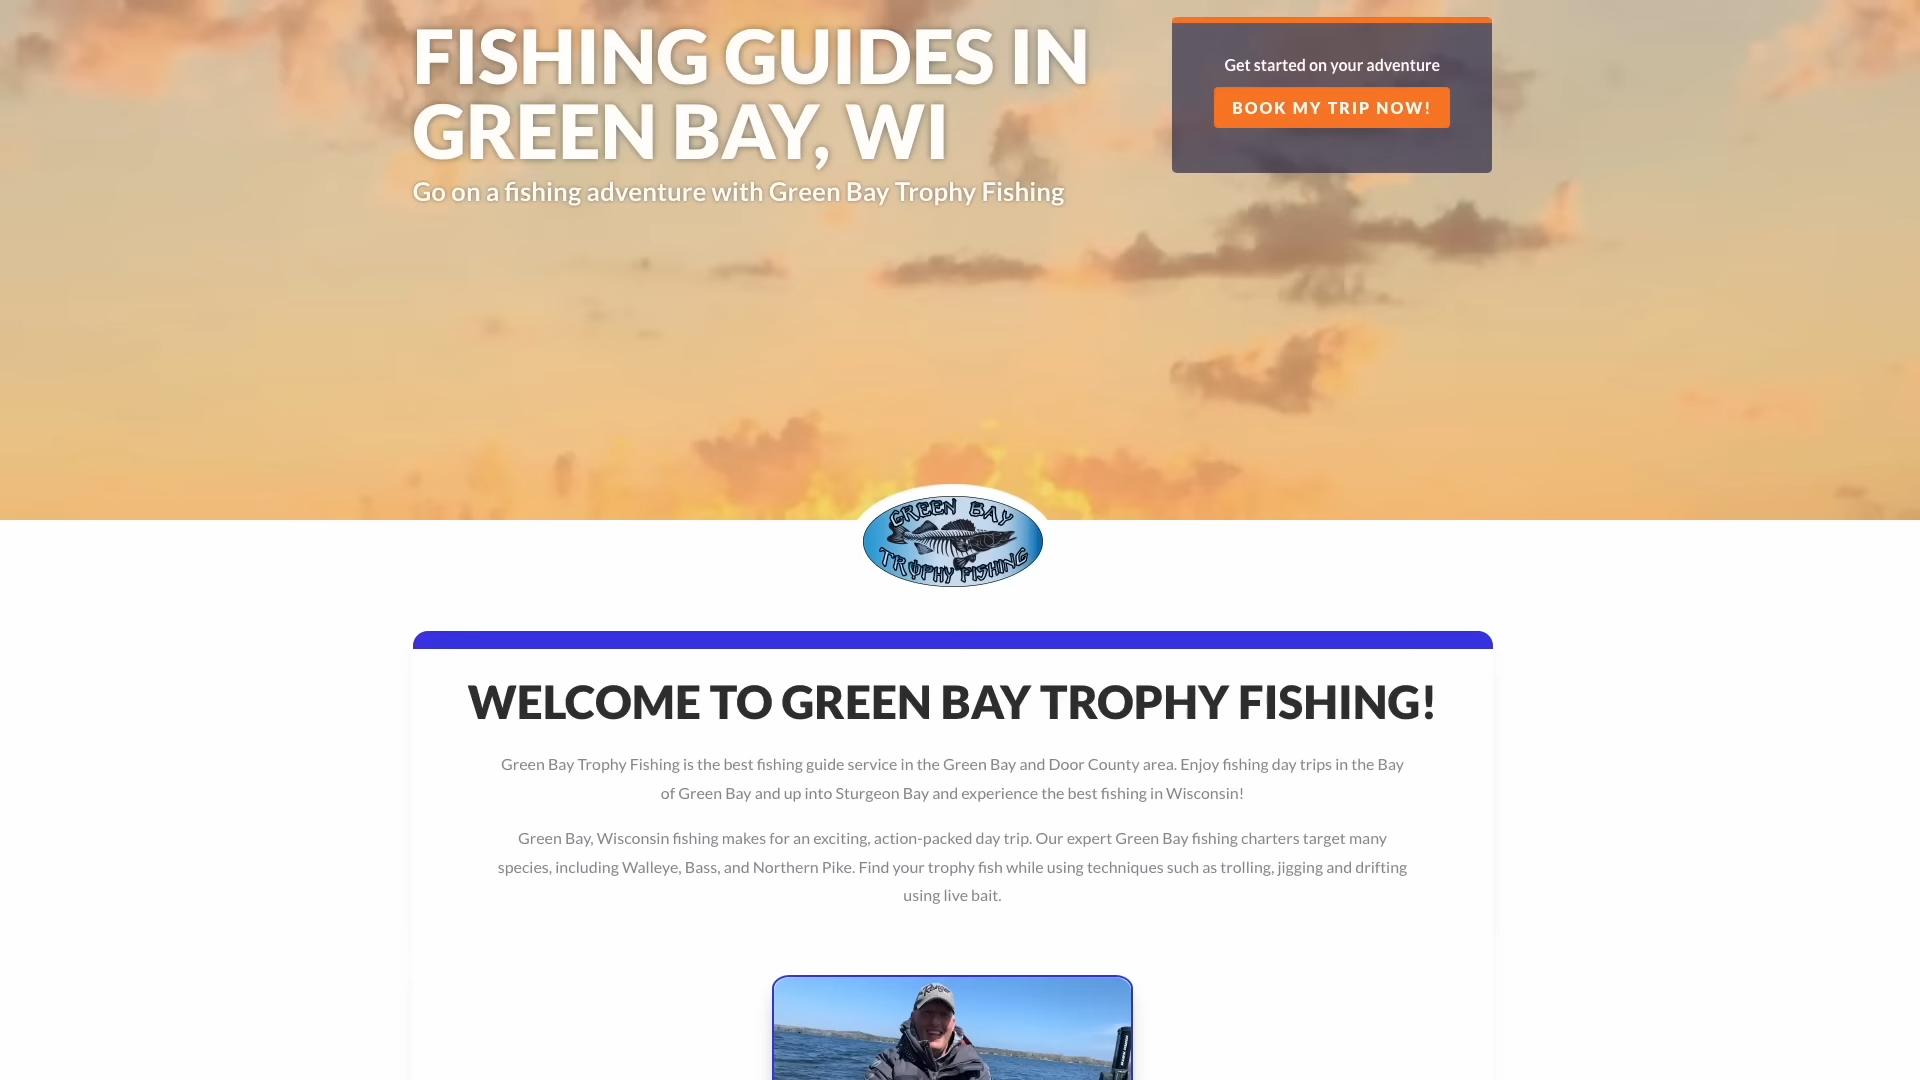 FISHING GUIDES IN
GREEN BAY, WI
Go on a fishing adventure with Green Bay Trophy Fishing
Get started on your adventure
BOOK MY TRIP NOW!
GREEN BAY
TROPHY FISHING
WELCOME TO GREEN BAY TROPHY FISHING!
Green Bay Trophy Fishing is the best fishing guide service in the Green Bay and Door County area. Enjoy fishing day trips in the Bay
of Green Bay and up into Sturgeon Bay and experience the best fishing in Wisconsin!
Green Bay, Wisconsin fishing makes for an exciting, action-packed day trip. Our expert Green Bay fishing charters target many
species, including Walleye, Bass, and Northern Pike. Find your trophy fish while using techniques such as trolling, jigging and drifting
using live bait.
Ranger